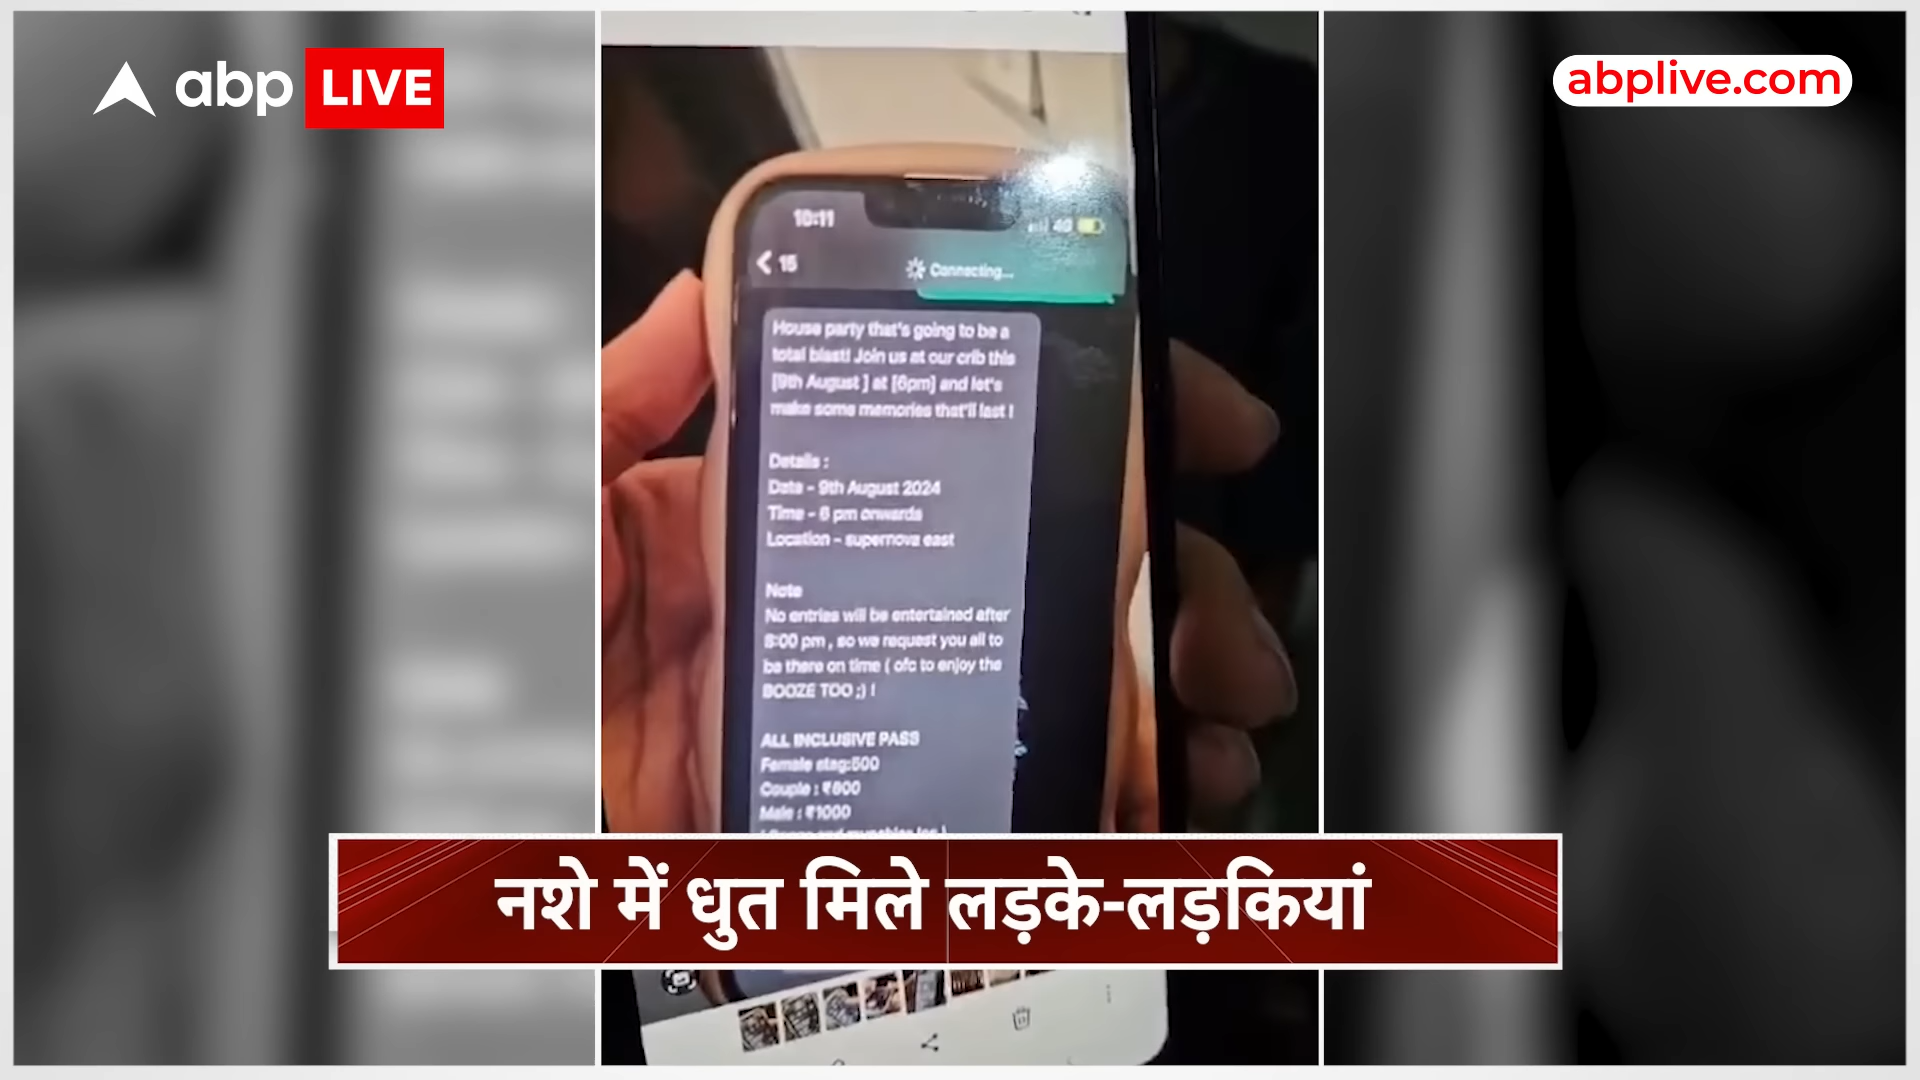 abp LIVE
abplive.com
10:11
4G
15
Connecting...
House party that's going to be a
total blast! Join us at our crib this
[9th August ] at [6pm] and let's
make some memories that'll last !
Details :
Date - 9th August 2024
Time - 6 pm onwards
Location - supernova east
Note
No entries will be entertained after
8:00 pm , so we request you all to
be there on time ( ofc to enjoy the
BOOZE TOO ;) !
ALL INCLUSIVE PASS
Female stag:500
Couple : ₹800
Male : ₹1000
नशे में धुत मिले लड़के-लड़कियां